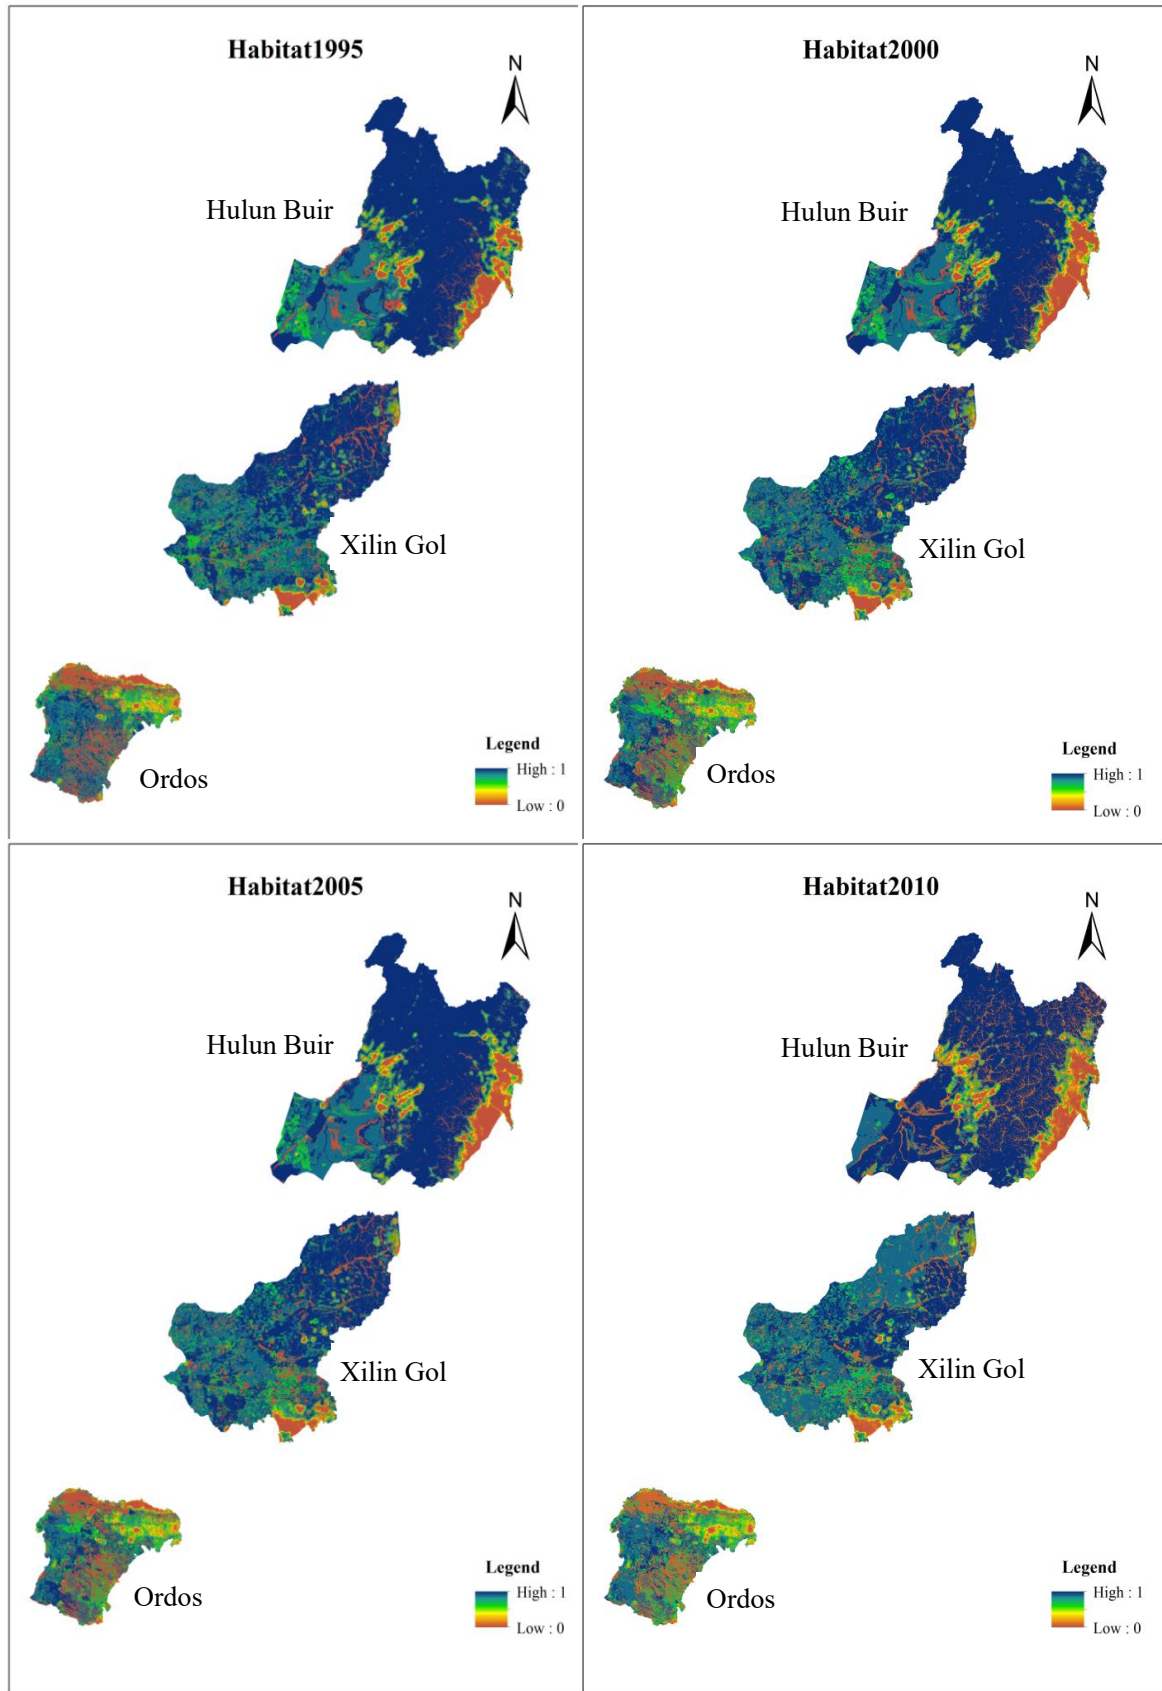 Habitat1995
N
Hulun Buir
Xilin Gol
Ordos
Legend
High : 1
Low : 0
Habitat2000
N
Hulun Buir
Xilin Gol
Ordos
Legend
High : 1
Low : 0
Habitat2005
N
Hulun Buir
Xilin Gol
Ordos
Legend
High : 1
Low : 0
Habitat2010
N
Hulun Buir
Xilin Gol
Ordos
Legend
High : 1
Low : 0